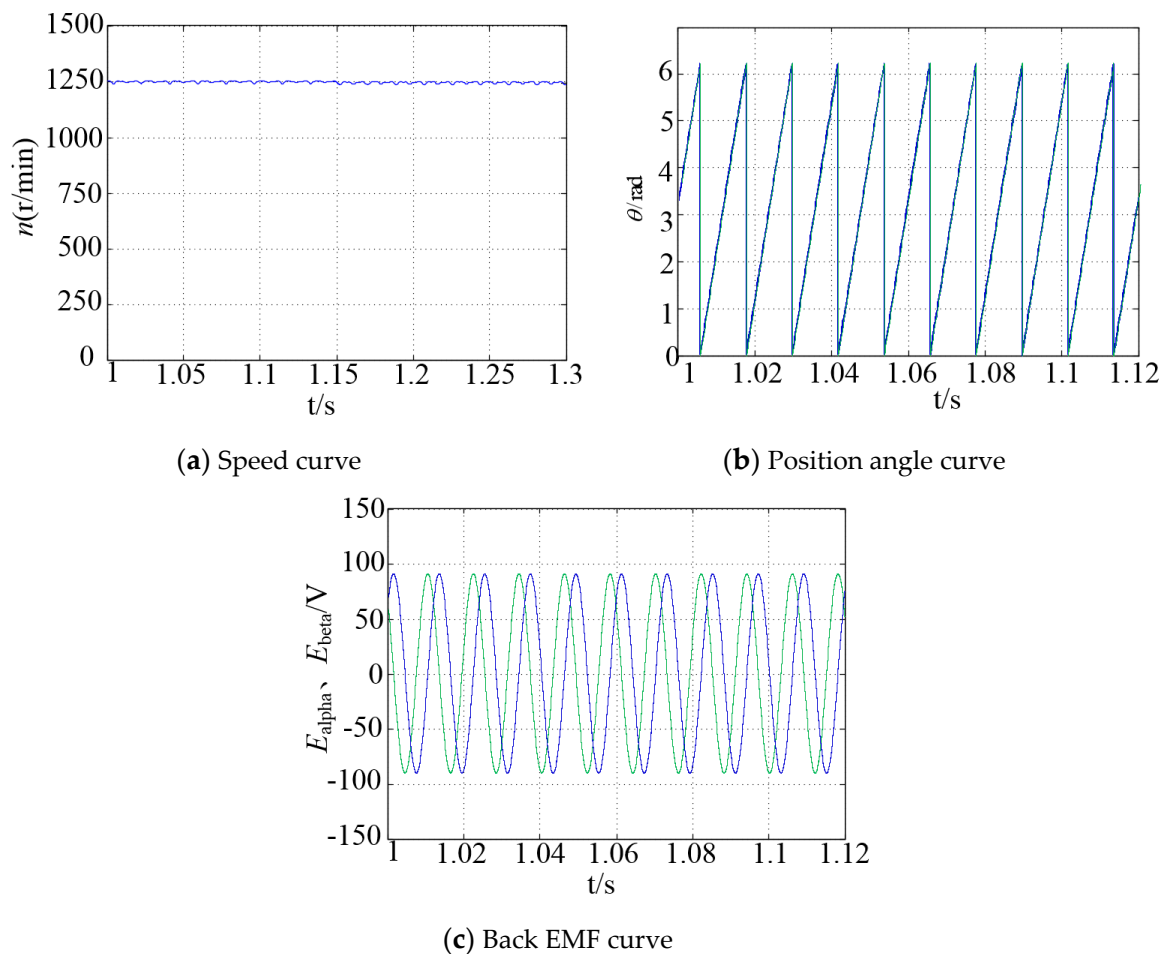 1500
1250
1000
750
500
250
0
n(r/min)
1 1.05 1.1 1.15 1.2 1.25 1.3
t/s
(a) Speed curve
6
5
4
3
2
1
0
θ/rad
1 1.02 1.04 1.06 1.08 1.1 1.12
t/s
(b) Position angle curve
150
100
50
0
-50
-100
-150
Ealpha、 Ebeta/V
1 1.02 1.04 1.06 1.08 1.1 1.12
t/s
(c) Back EMF curve